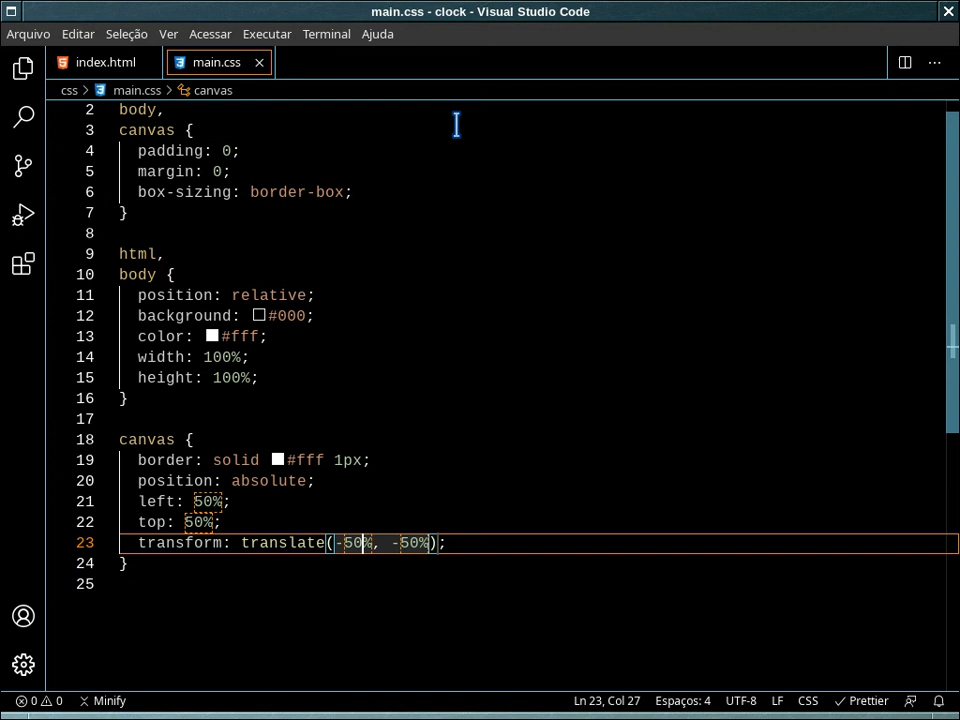 main.css - clock - Visual Studio Code
Arquivo Editar Seleção Ver Acessar Executar Terminal Ajuda
index.html main.css
css main.css canvas
2 body,
3 canvas {
4 padding: 0;
5 margin: 0;
6 box-sizing: border-box;
7 }
8
9 html,
10 body {
11 position: relative;
12 background: #000;
13 color: #fff;
14 width: 100%;
15 height: 100%;
16 }
17
18 canvas {
19 border: solid #fff 1px;
20 position: absolute;
21 left: 50%;
22 top: 50%;
23 transform: translate(-50%, -50%);
24 }
25
0 0 Minify Ln 23, Col 27 Espaços: 4 UTF-8 LF CSS Prettier